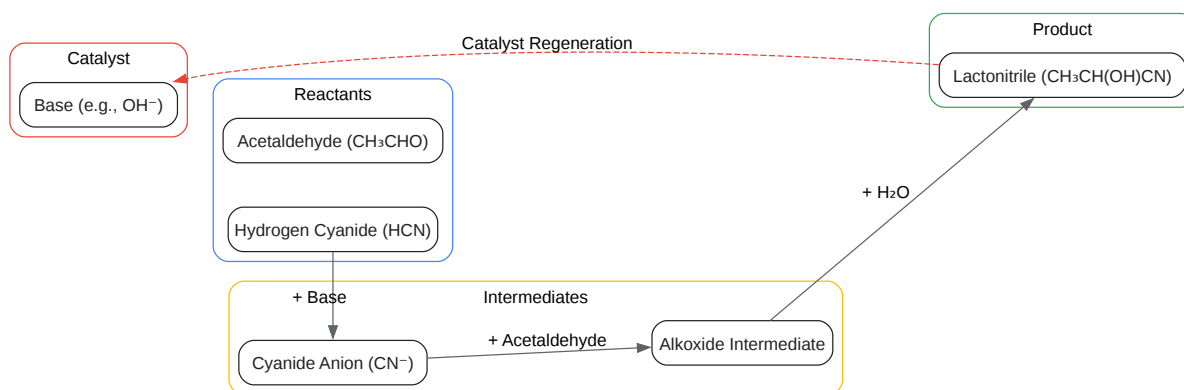 Catalyst
Base (e.g., OH⁻)
Catalyst Regeneration
Product
Lactonitrile (CH₃CH(OH)CN)
Reactants
Acetaldehyde (CH₃CHO)
Hydrogen Cyanide (HCN)
+ H₂O
+ Base
Intermediates
Cyanide Anion (CN⁻)
+ Acetaldehyde
Alkoxide Intermediate